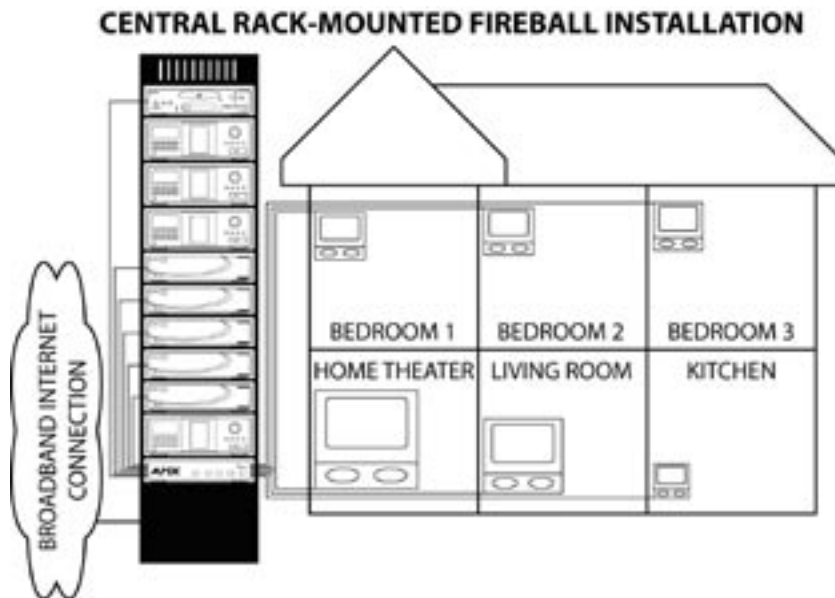 CENTRAL RACK-MOUNTED FIREBALL INSTALLATION
BROADBAND INTERNET
CONNECTION
AMX
BEDROOM 1
BEDROOM 2
BEDROOM 3
HOME THEATER
LIVING ROOM
KITCHEN